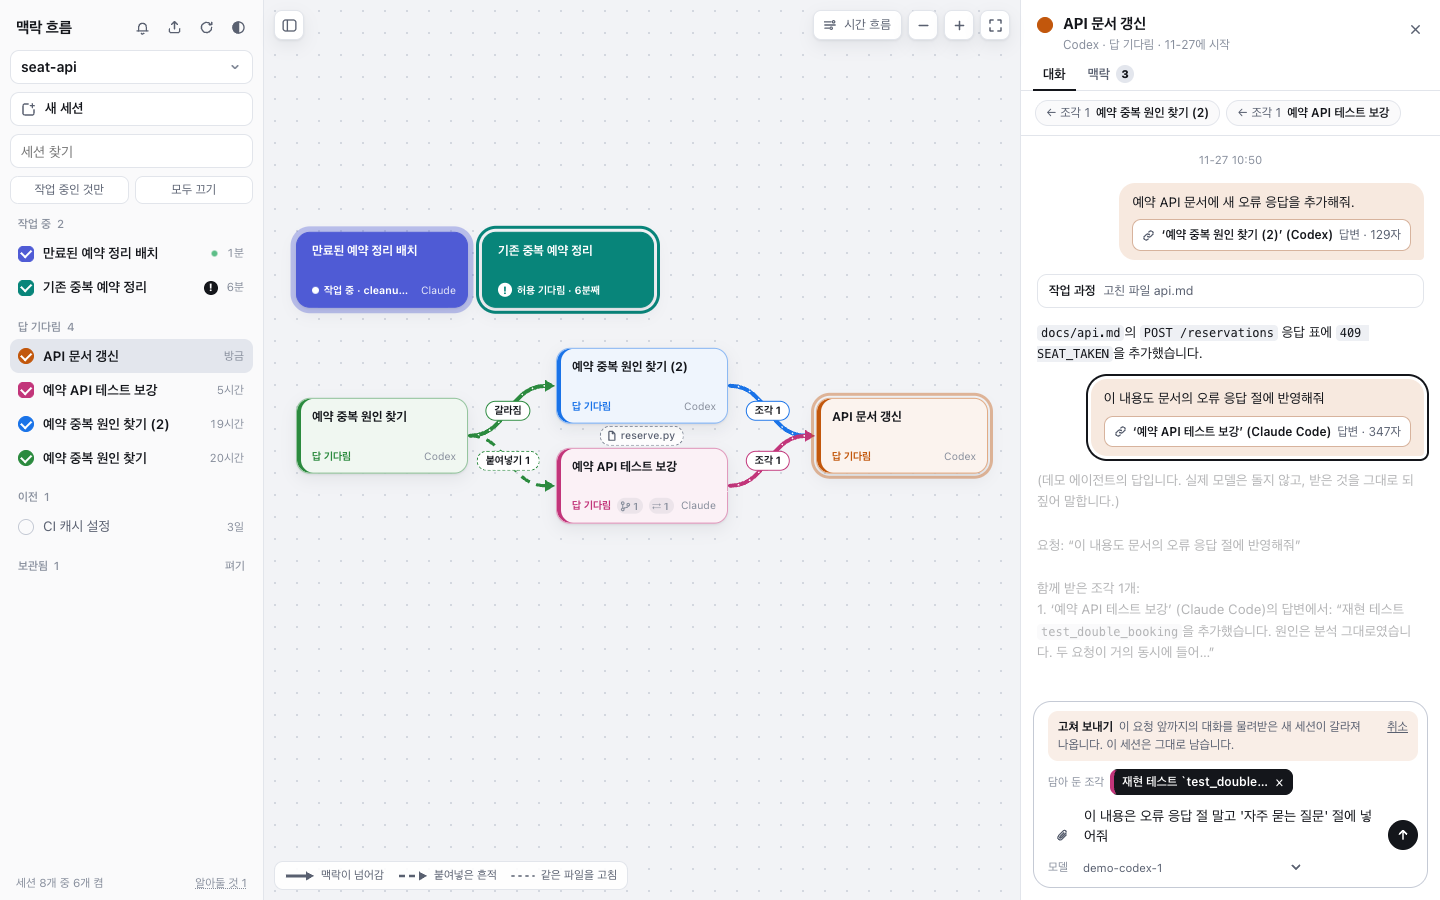 맥락 흐름
seat-api
새 세션
세션 찾기
작업 중인 것만
모두 끄기
작업 중 2
만료된 예약 정리 배치
1분
기존 중복 예약 정리
!
6분
답 기다림 4
API 문서 갱신
방금
예약 API 테스트 보강
5시간
예약 중복 원인 찾기 (2)
19시간
예약 중복 원인 찾기
20시간
이전 1
CI 캐시 설정
3일
보관됨 1
펴기
세션 8개 중 6개 켬
알아둘 것 1
시간 흐름
만료된 예약 정리 배치
작업 중 · cleanu...
Claude
기존 중복 예약 정리
! 허용 기다림 · 6분째
예약 중복 원인 찾기
답 기다림
Codex
갈라짐
붙여넣기 1
예약 중복 원인 찾기 (2)
답 기다림
Codex
reserve.py
예약 API 테스트 보강
답 기다림
1
1
Claude
조각 1
조각 1
API 문서 갱신
답 기다림
Codex
맥락이 넘어감
붙여넣은 흔적
같은 파일을 고침
API 문서 갱신
Codex · 답 기다림 · 11-27에 시작
대화
맥락 3
← 조각 1 예약 중복 원인 찾기 (2)
← 조각 1 예약 API 테스트 보강
11-27 10:50
예약 API 문서에 새 오류 응답을 추가해줘.
‘예약 중복 원인 찾기 (2)’ (Codex) 답변 · 129자
작업 과정 고친 파일 api.md
docs/api.md 의 POST /reservations 응답 표에 409
SEAT_TAKEN 을 추가했습니다.
이 내용도 문서의 오류 응답 절에 반영해줘
‘예약 API 테스트 보강’ (Claude Code) 답변 · 347자
(데모 에이전트의 답입니다. 실제 모델은 돌지 않고, 받은 것을 그대로 되
짚어 말합니다.)
요청: “이 내용도 문서의 오류 응답 절에 반영해줘”
함께 받은 조각 1개:
1. ‘예약 API 테스트 보강’ (Claude Code)의 답변에서: “재현 테스트
test_double_booking 을 추가했습니다. 원인은 분석 그대로였습니
다. 두 요청이 거의 동시에 들어...”
고쳐 보내기 이 요청 앞까지의 대화를 물려받은 새 세션이 갈라져
나옵니다. 이 세션은 그대로 남습니다.
취소
담아 둔 조각
재현 테스트 `test_double... ×
이 내용은 오류 응답 절 말고 '자주 묻는 질문' 절에 넣
어줘
모델
demo-codex-1